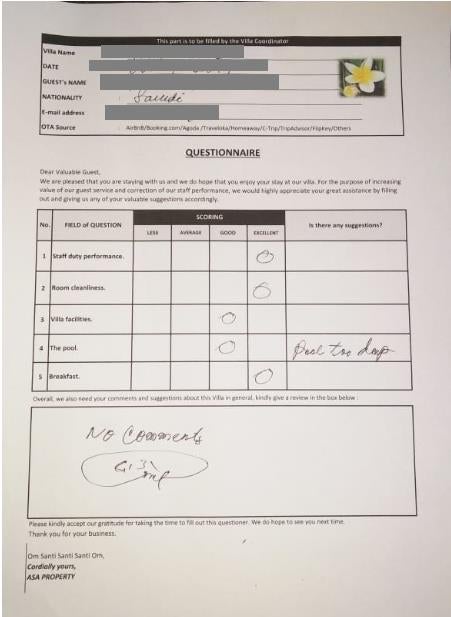 This part is to be filled by the Villa Coordinator
Villa Name
DATE
GUEST's NAME
NATIONALITY : Saudi
E-mail address
OTA Source : AirBnB/Booking.com/Agoda/Traveloka/Homeaway/C-Trip/TripAdvisor/FlipKey/Others
QUESTIONNAIRE
Dear Valuable Guest,
We are pleased that you are staying with us and we do hope that you enjoy your stay at our villa. For the purpose of increasing
value of our guest service and correction of our staff performance, we would highly appreciate your great assistance by filling
out and giving us any of your valuable suggestions accordingly.
No. FIELD of QUESTION SCORING Is there any suggestions?
LESS AVERAGE GOOD EXCELLENT
1 Staff duty performance.
2 Room cleanliness.
3 Villa facilities.
4 The pool. Pool too deep
5 Breakfast.
Overall, we also need your comments and suggestions about this Villa in general, kindly give a review in the box below :
No Comments
Please kindly accept our gratitude for taking the time to fill out this questioner. We do hope to see you next time.
Thank you for your business.
Om Santi Santi Santi Om,
Cordially yours,
ASA PROPERTY